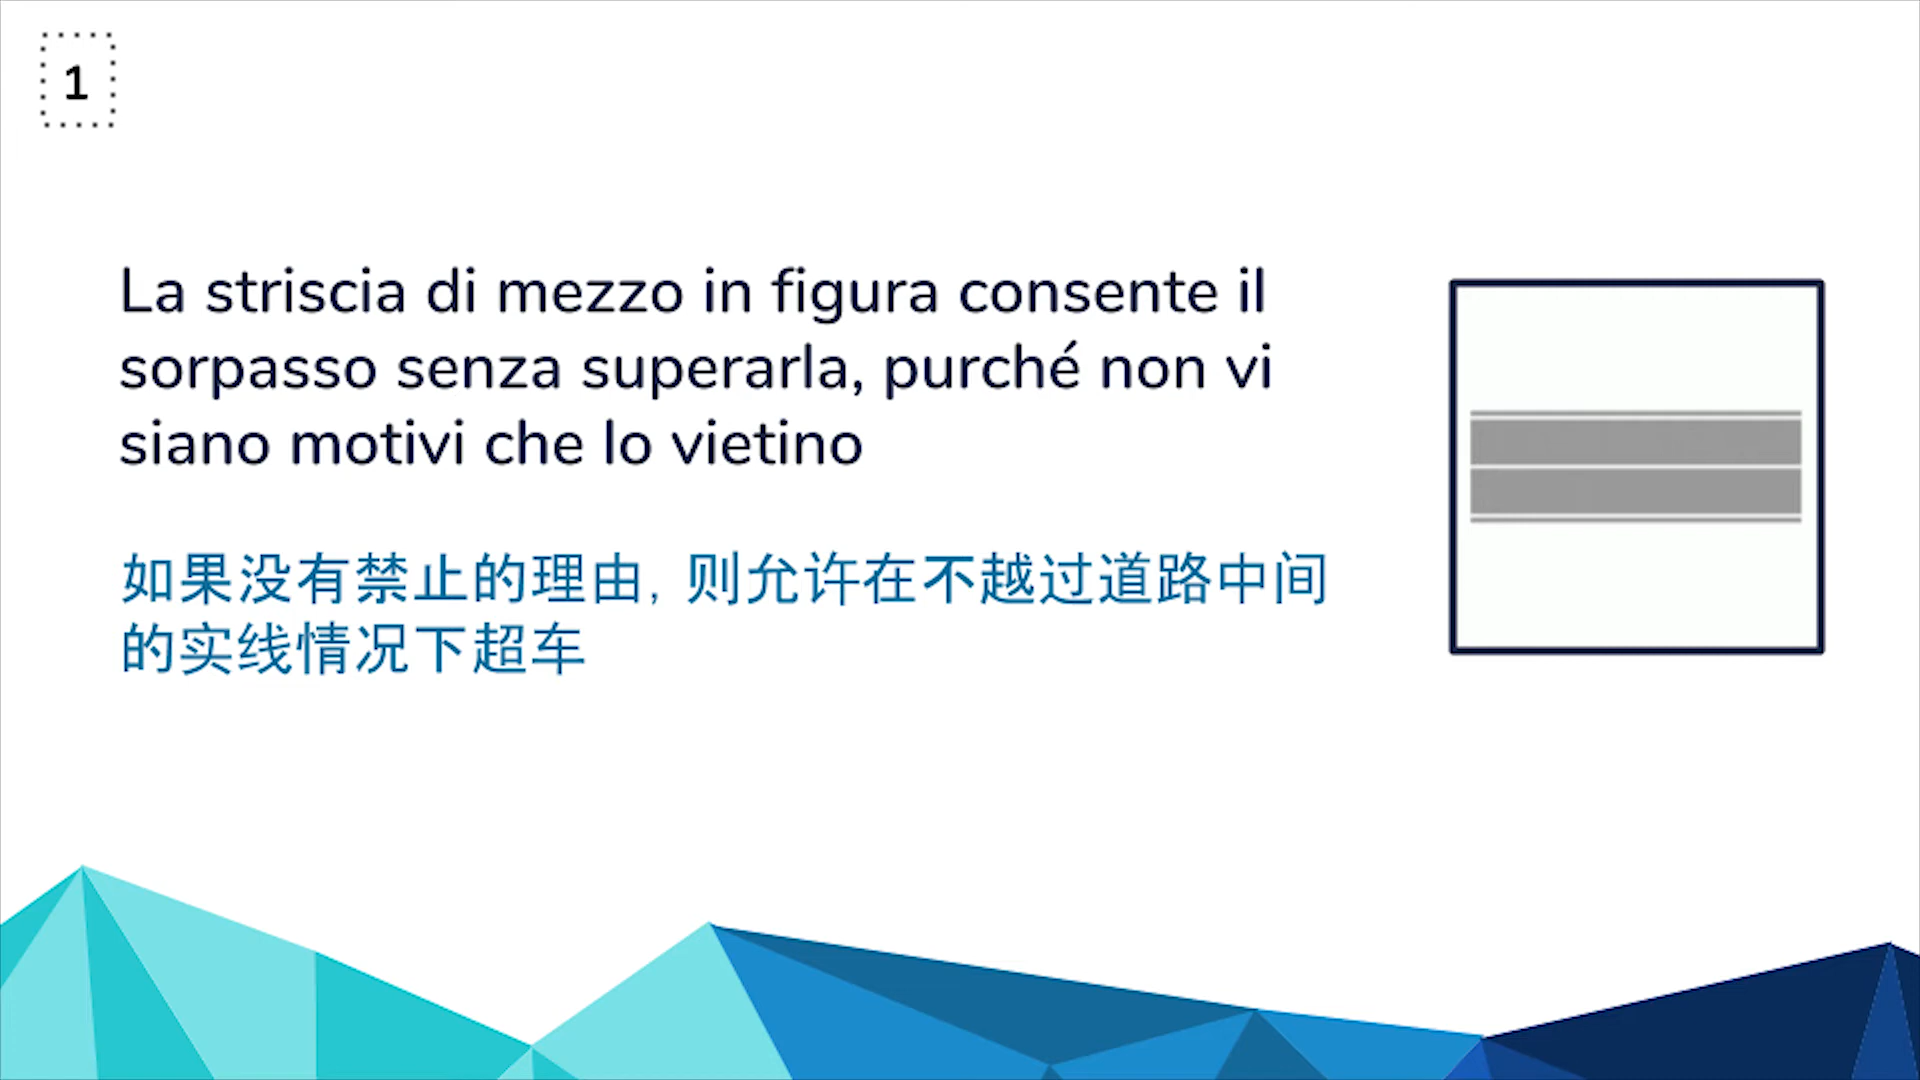 1
La striscia di mezzo in figura consente il
sorpasso senza superarla, purché non vi
siano motivi che lo vietino
如果没有禁止的理由, 则允许在不越过道路中间
的实线情况下超车